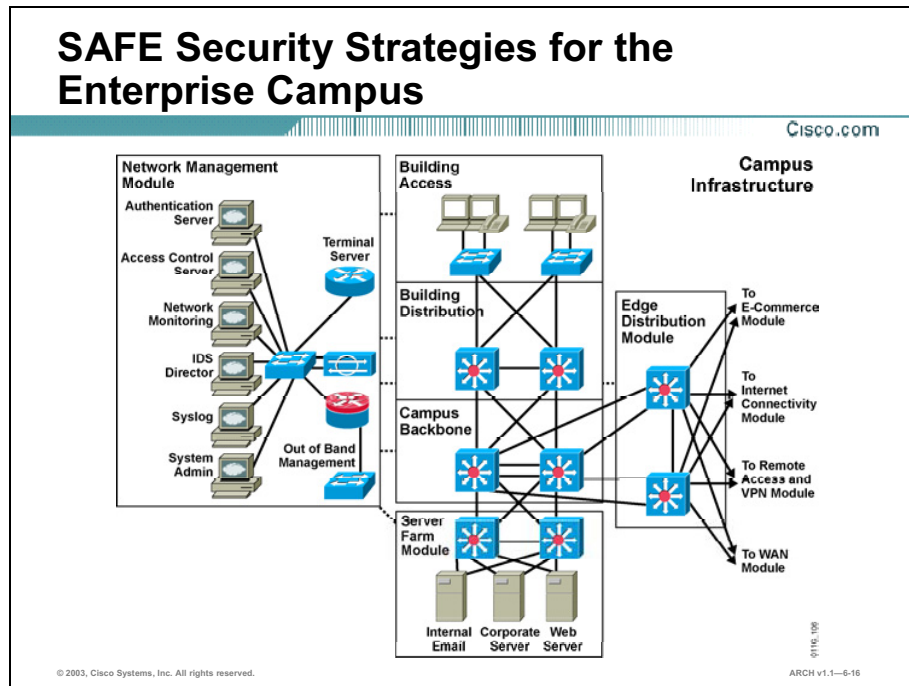 SAFE Security Strategies for the
Enterprise Campus
Cisco.com
Network Management
Module
Authentication
Server
Access Control
Server
Network
Monitoring
IDS
Director
Syslog
System
Admin
Terminal
Server
Out of Band
Management
Building
Access
Building
Distribution
Campus
Backbone
Server
Farm
Module
Internal
Email
Corporate
Server
Web
Server
Campus
Infrastructure
Edge
Distribution
Module
To
E-Commerce
Module
To
Internet
Connectivity
Module
To Remote
Access and
VPN Module
To WAN
Module
011G_106
© 2003, Cisco Systems, Inc. All rights reserved.
ARCH v1.1—6-16